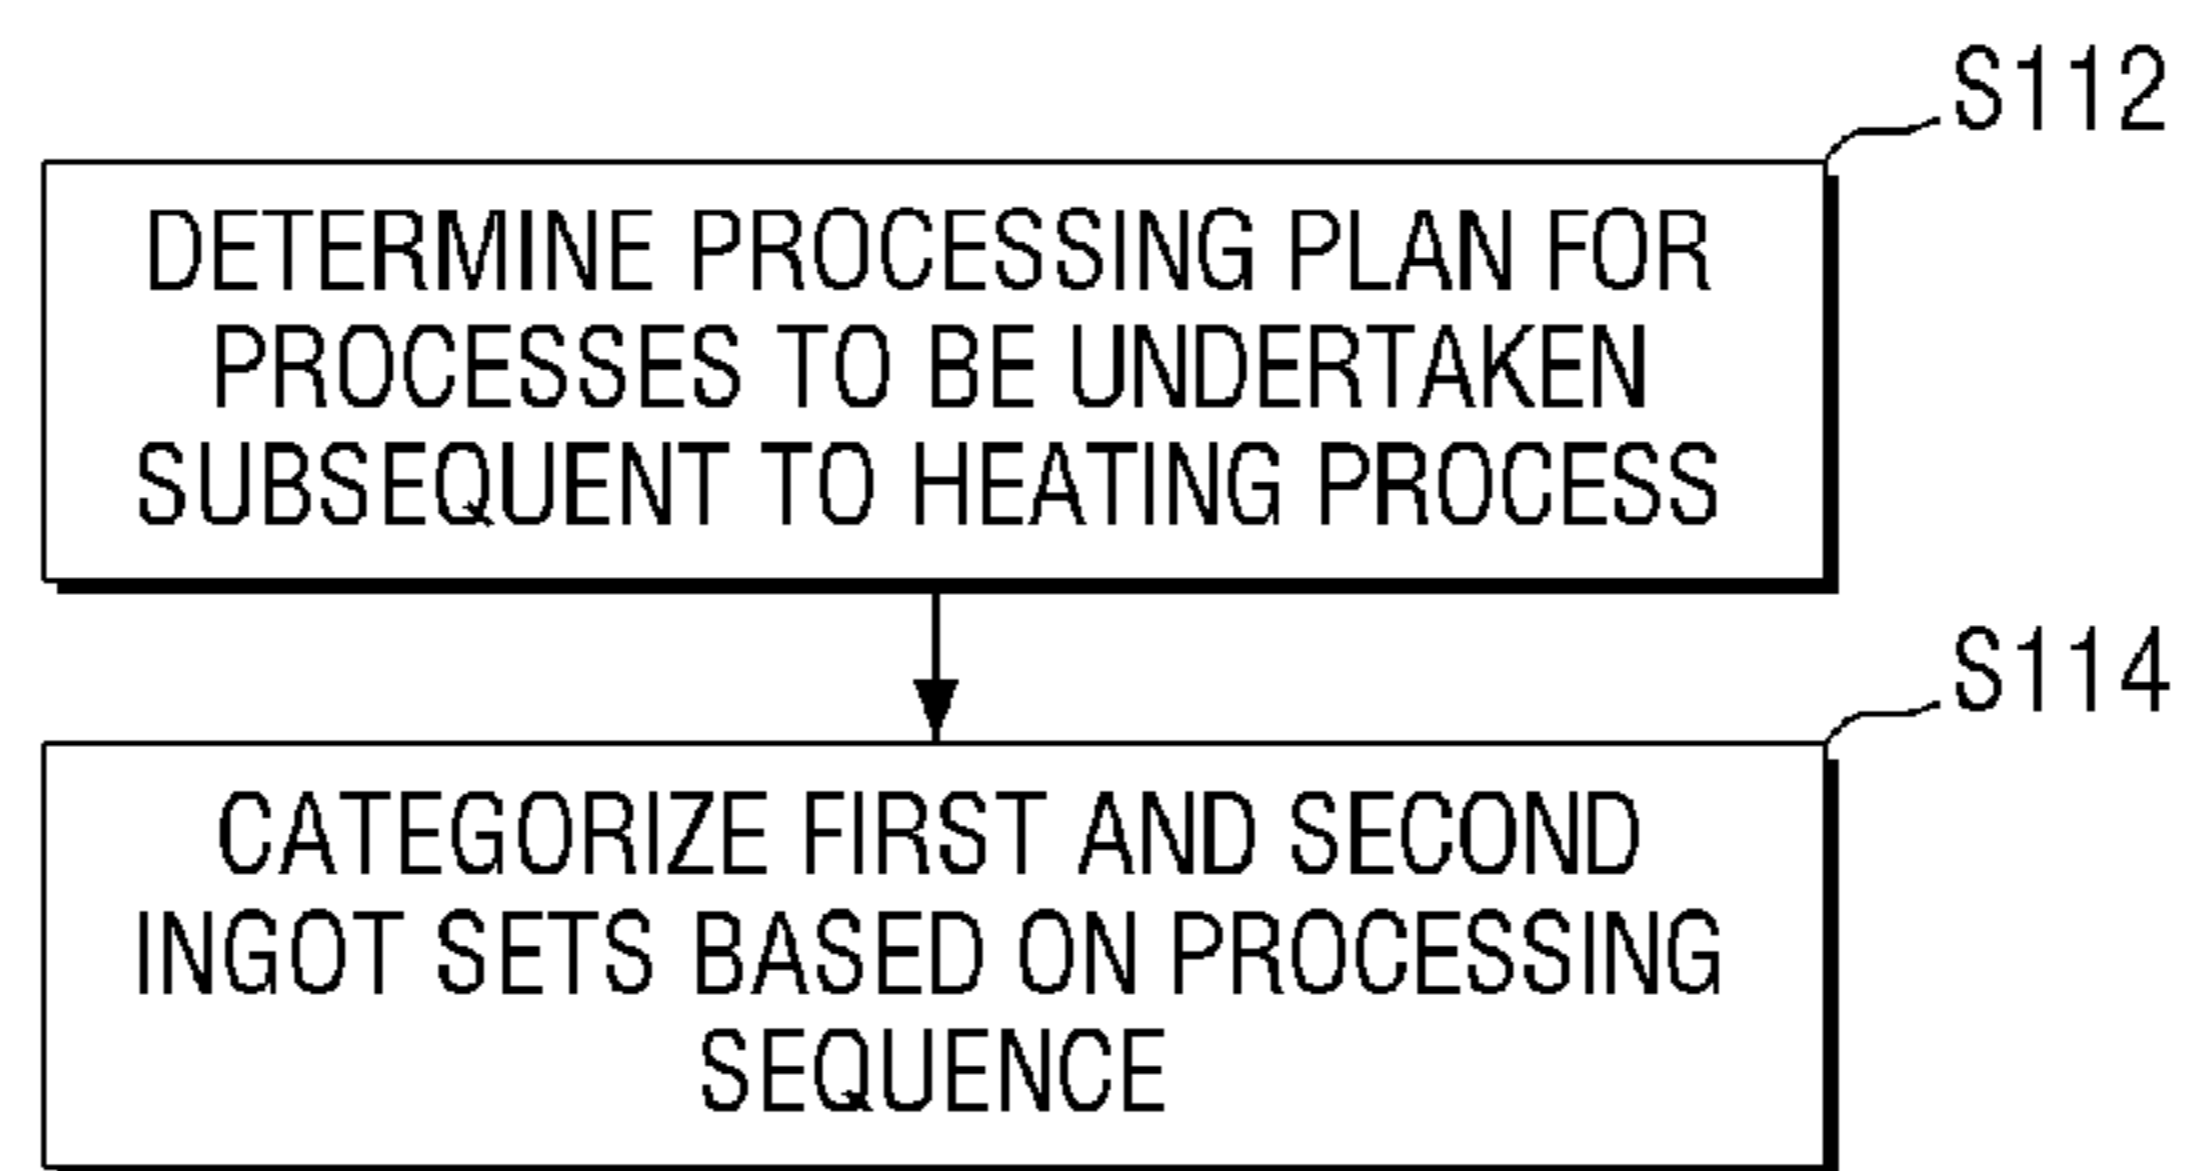 S112
DETERMINE PROCESSING PLAN FOR
PROCESSES TO BE UNDERTAKEN
SUBSEQUENT TO HEATING PROCESS
S114
CATEGORIZE FIRST AND SECOND
INGOT SETS BASED ON PROCESSING
SEQUENCE